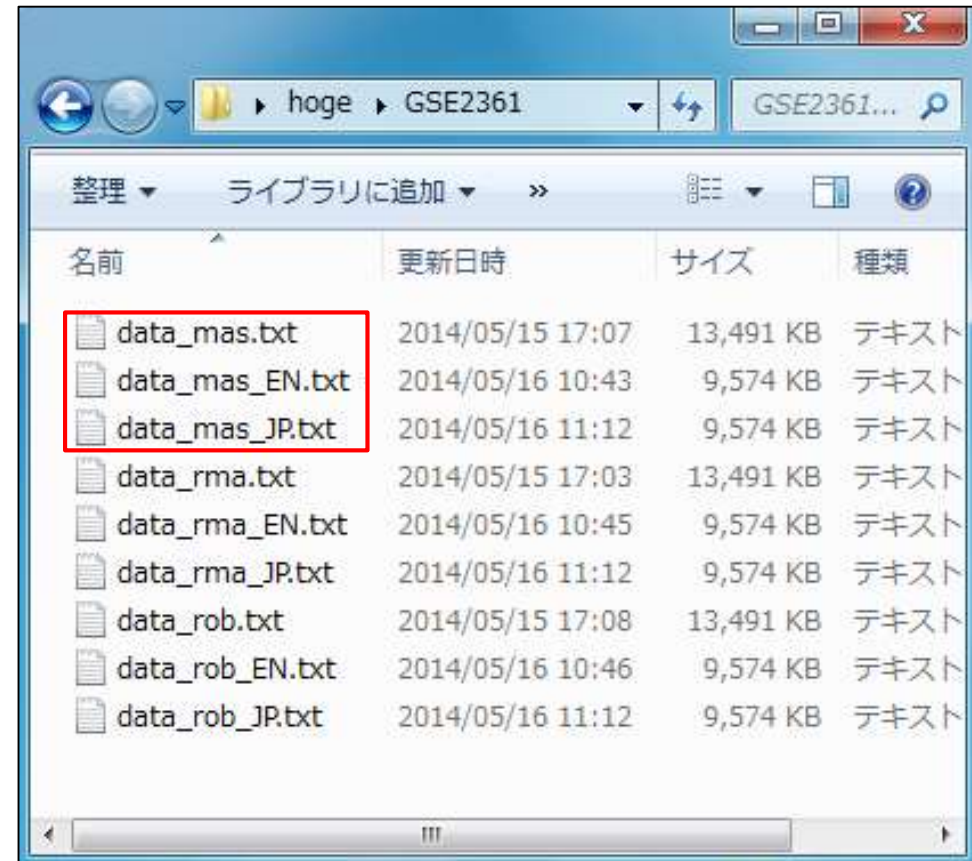 hoge GSE2361 GSE2361...
整理 ライブラリに追加 »
名前 更新日時 サイズ 種類
data_mas.txt 2014/05/15 17:07 13,491 KB テキスト
data_mas_EN.txt 2014/05/16 10:43 9,574 KB テキスト
data_mas_JP.txt 2014/05/16 11:12 9,574 KB テキスト
data_rma.txt 2014/05/15 17:03 13,491 KB テキスト
data_rma_EN.txt 2014/05/16 10:45 9,574 KB テキスト
data_rma_JP.txt 2014/05/16 11:12 9,574 KB テキスト
data_rob.txt 2014/05/15 17:08 13,491 KB テキスト
data_rob_EN.txt 2014/05/16 10:46 9,574 KB テキスト
data_rob_JP.txt 2014/05/16 11:12 9,574 KB テキスト